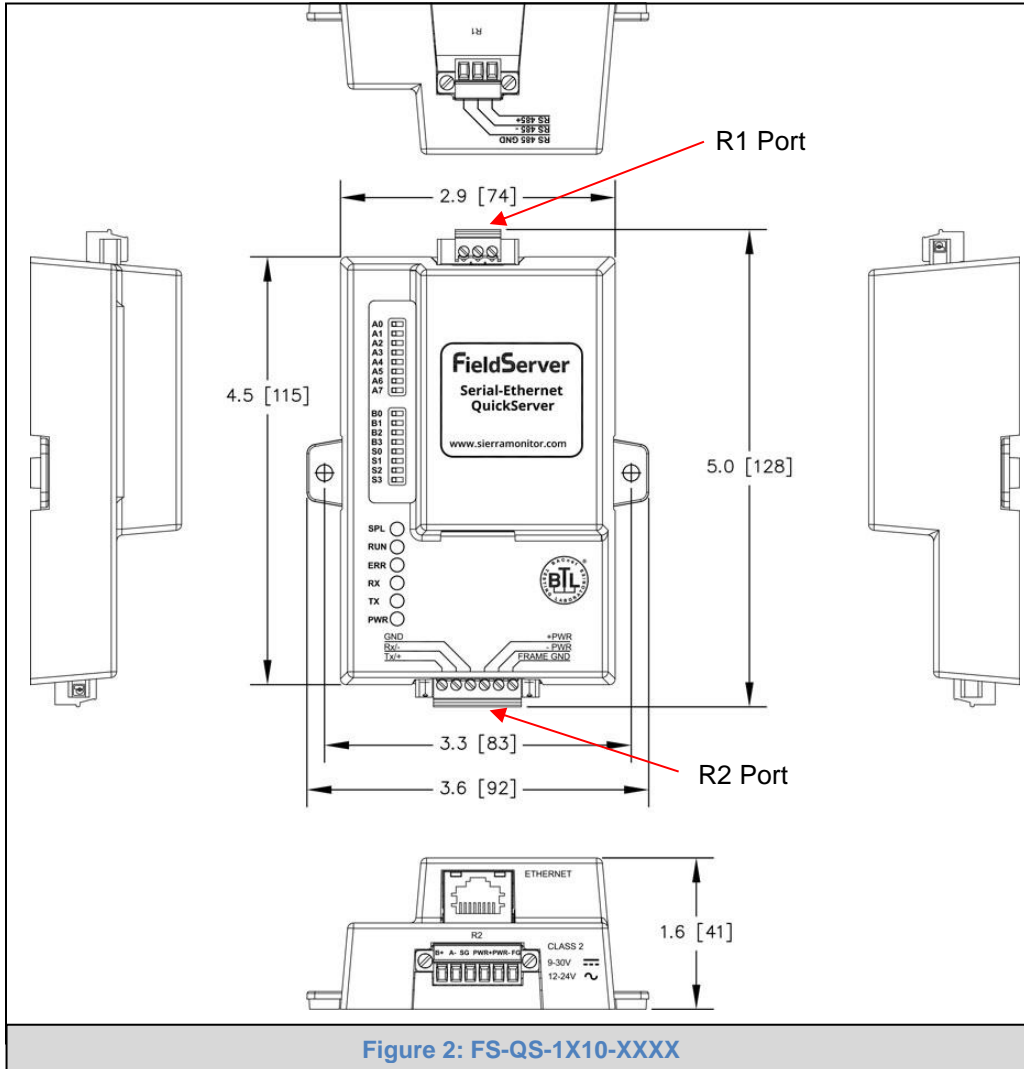 R1
RS 485+
RS 485 -
RS 485 GND
R1 Port
2.9 [74]
4.5 [115]
A0
A1
A2
A3
A4
A5
A6
A7
B0
B1
B2
B3
S0
S1
S2
S3
FieldServer
Serial-Ethernet
QuickServer
www.sierramonitor.com
5.0 [128]
SPL
RUN
ERR
RX
TX
PWR
BTL
®
GND
Rx/-
Tx/+
+PWR
- PWR
FRAME GND
3.3 [83]
R2 Port
3.6 [92]
ETHERNET
R2
B+ A- SG PWR+PWR- FG
CLASS 2
9-30V
12-24V
1.6 [41]
Figure 2: FS-QS-1X10-XXXX